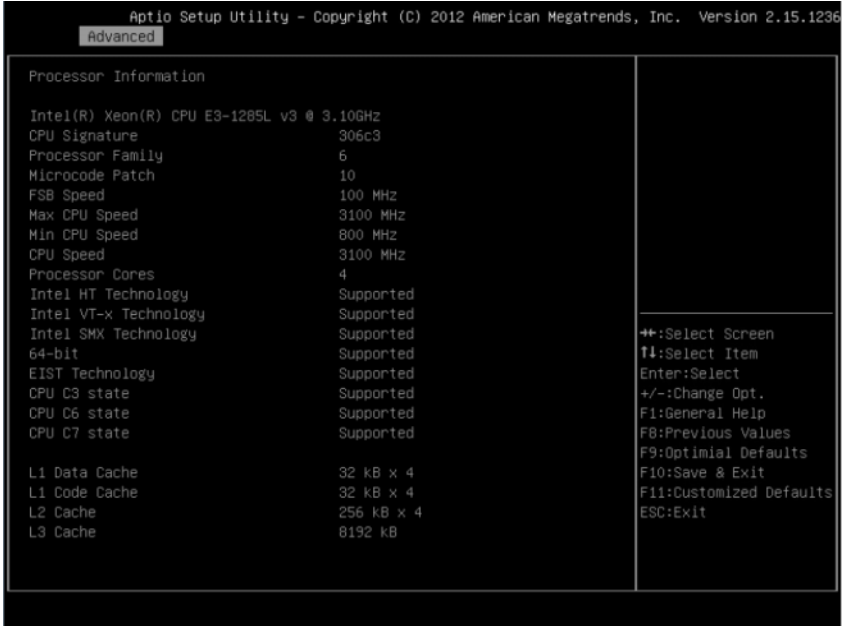 Aptio Setup Utility - Copyright (C) 2012 American Megatrends, Inc. Version 2.15.1236
Advanced
Processor Information
Intel(R) Xeon(R) CPU E3-1285L v3 @ 3.10GHz
CPU Signature 306c3
Processor Family 6
Microcode Patch 10
FSB Speed 100 MHz
Max CPU Speed 3100 MHz
Min CPU Speed 800 MHz
CPU Speed 3100 MHz
Processor Cores 4
Intel HT Technology Supported
Intel VT-x Technology Supported
Intel SMX Technology Supported
64-bit Supported
EIST Technology Supported
CPU C3 state Supported
CPU C6 state Supported
CPU C7 state Supported
L1 Data Cache 32 kB x 4
L1 Code Cache 32 kB x 4
L2 Cache 256 kB x 4
L3 Cache 8192 kB
→←:Select Screen
↑↓:Select Item
Enter:Select
+/-:Change Opt.
F1:General Help
F8:Previous Values
F9:Optimial Defaults
F10:Save & Exit
F11:Customized Defaults
ESC:Exit